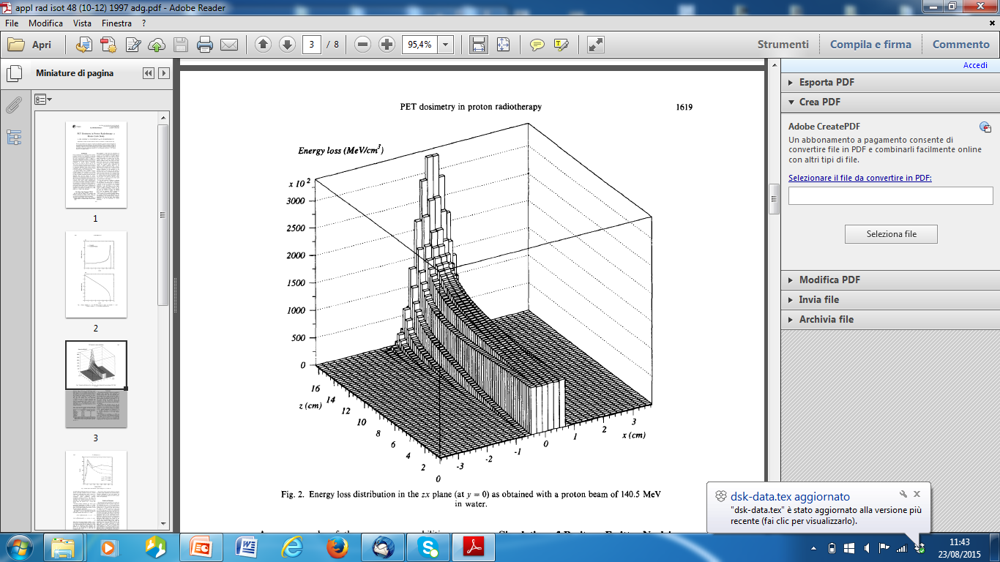 appl rad isot 48 (10-12) 1997 adg.pdf - Adobe Reader
File Modifica Vista Finestra ?
Apri
3 / 8
95,4%
Strumenti
Compila e firma
Commento
Miniature di pagina
1
2
3
PET dosimetry in proton radiotherapy
1619
Energy loss (MeV/cm³)
x 10²
3000
2500
2000
1500
1000
500
0
16
14
12
10
8
6
4
2
0
z (cm)
-3
-2
-1
0
1
2
3
x (cm)
Fig. 2. Energy loss distribution in the zx plane (at y = 0) as obtained with a proton beam of 140.5 MeV
in water.
Accedi
Esporta PDF
Crea PDF
Adobe CreatePDF
Un abbonamento a pagamento consente di
convertire file in PDF e combinarli facilmente online
con altri tipi di file.
Selezionare il file da convertire in PDF:
Seleziona file
Modifica PDF
Invia file
Archivia file
dsk-data.tex aggiornato
"dsk-data.tex" è stato aggiornato alla versione più
recente (fai clic per visualizzarlo).
11:43
23/08/2015